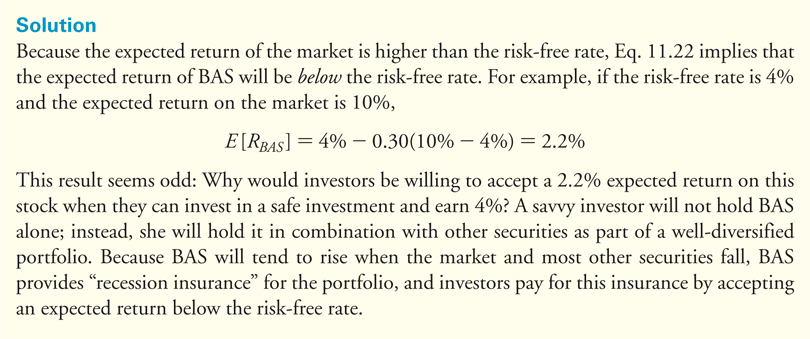 Solution
Because the expected return of the market is higher than the risk-free rate, Eq. 11.22 implies that
the expected return of BAS will be below the risk-free rate. For example, if the risk-free rate is 4%
and the expected return on the market is 10%,
E[R_BAS] = 4% − 0.30(10% − 4%) = 2.2%
This result seems odd: Why would investors be willing to accept a 2.2% expected return on this
stock when they can invest in a safe investment and earn 4%? A savvy investor will not hold BAS
alone; instead, she will hold it in combination with other securities as part of a well-diversified
portfolio. Because BAS will tend to rise when the market and most other securities fall, BAS
provides “recession insurance” for the portfolio, and investors pay for this insurance by accepting
an expected return below the risk-free rate.